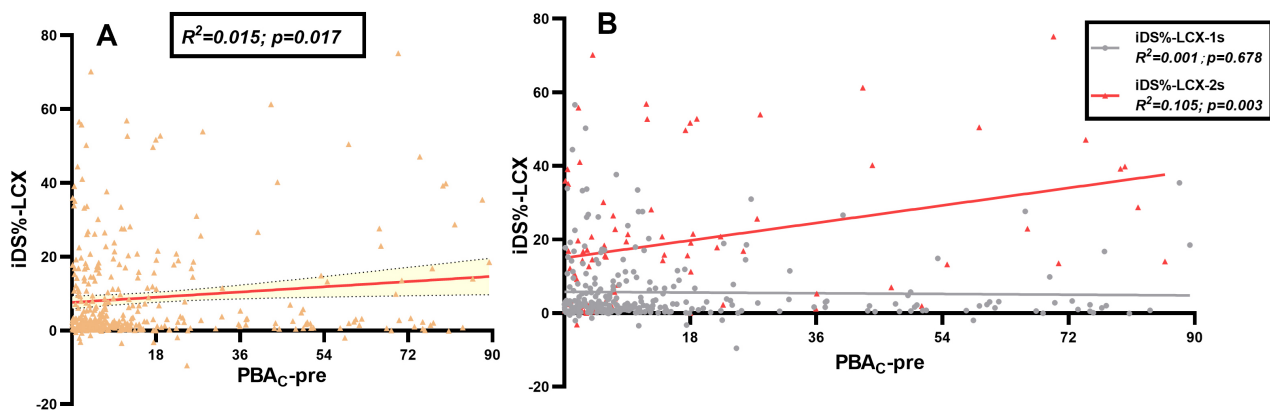 A
R²=0.015; p=0.017
80
60
40
20
0
-20
iDS%-LCX
18
36
54
72
90
PBA_C-pre
B
iDS%-LCX-1s
R²=0.001; p=0.678
iDS%-LCX-2s
R²=0.105; p=0.003
80
60
40
20
0
-20
iDS%-LCX
18
36
54
72
90
PBA_C-pre